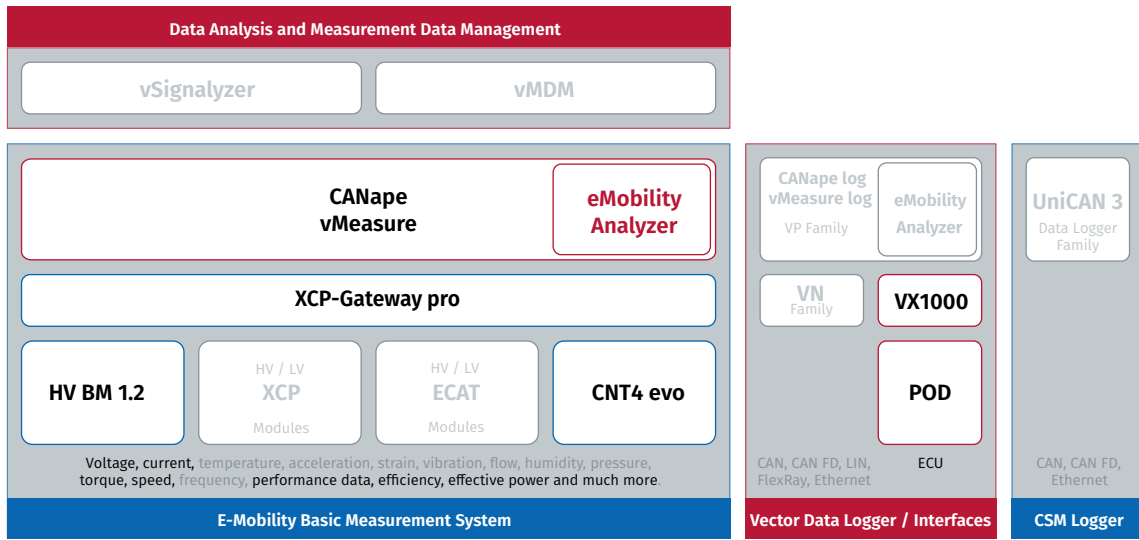 Data Analysis and Measurement Data Management
vSignalyzer
vMDM
CANape
vMeasure
eMobility
Analyzer
XCP-Gateway pro
HV BM 1.2
HV / LV
XCP
Modules
HV / LV
ECAT
Modules
CNT4 evo
Voltage, current, temperature, acceleration, strain, vibration, flow, humidity, pressure,
torque, speed, frequency, performance data, efficiency, effective power and much more.
E-Mobility Basic Measurement System
CANape log
vMeasure log
VP Family
eMobility
Analyzer
VN
Family
VX1000
POD
CAN, CAN FD, LIN,
FlexRay, Ethernet
ECU
Vector Data Logger / Interfaces
UniCAN 3
Data Logger
Family
CAN, CAN FD,
Ethernet
CSM Logger